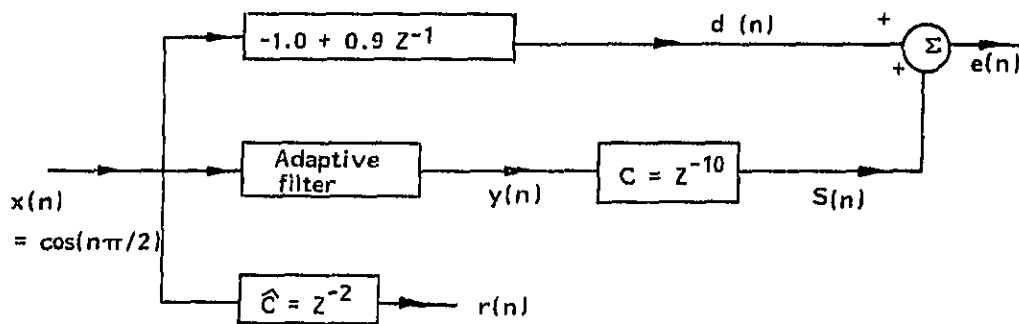 -1.0 + 0.9 Z⁻¹
d (n)
+
+
Σ
e(n)
Adaptive
filter
y(n)
C = Z⁻¹⁰
S(n)
x(n)
= cos(nπ/2)
Ĉ = Z⁻²
r(n)